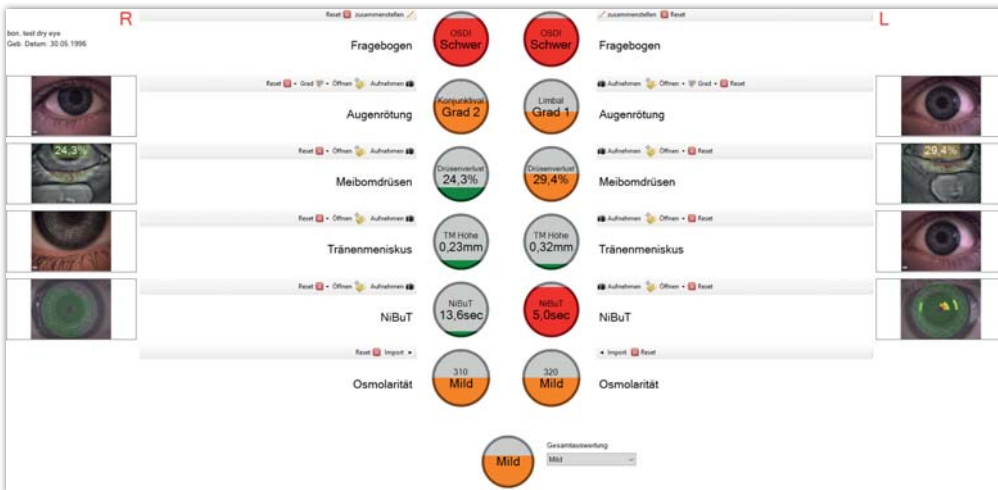 R
L
bon. test dry eye
Geb. Datum: 30.05.1996
Reset zusammenstellen
OSDI
Schwer
OSDI
Schwer
zusammenstellen Reset
Fragebogen
Fragebogen
Reset Grad Öffnen Aufnehmen
Konjunktival
Grad 2
Limbal
Grad 1
Aufnehmen Öffnen Grad Reset
Augenrötung
Augenrötung
24,3%
Reset Öffnen Aufnehmen
Drüsenverlust
24,3%
Drüsenverlust
29,4%
Aufnehmen Öffnen Reset
29,4%
Meibomdrüsen
Meibomdrüsen
Reset Öffnen Aufnehmen
TM Höhe
0,23mm
TM Höhe
0,32mm
Aufnehmen Öffnen Reset
Tränenmeniskus
Tränenmeniskus
Reset Öffnen Aufnehmen
NiBuT
13,6sec
NiBuT
5,0sec
Aufnehmen Öffnen Reset
NiBuT
NiBuT
Reset Import
310
Mild
320
Mild
Import Reset
Osmolarität
Osmolarität
Mild
Gesamtauswertung:
Mild